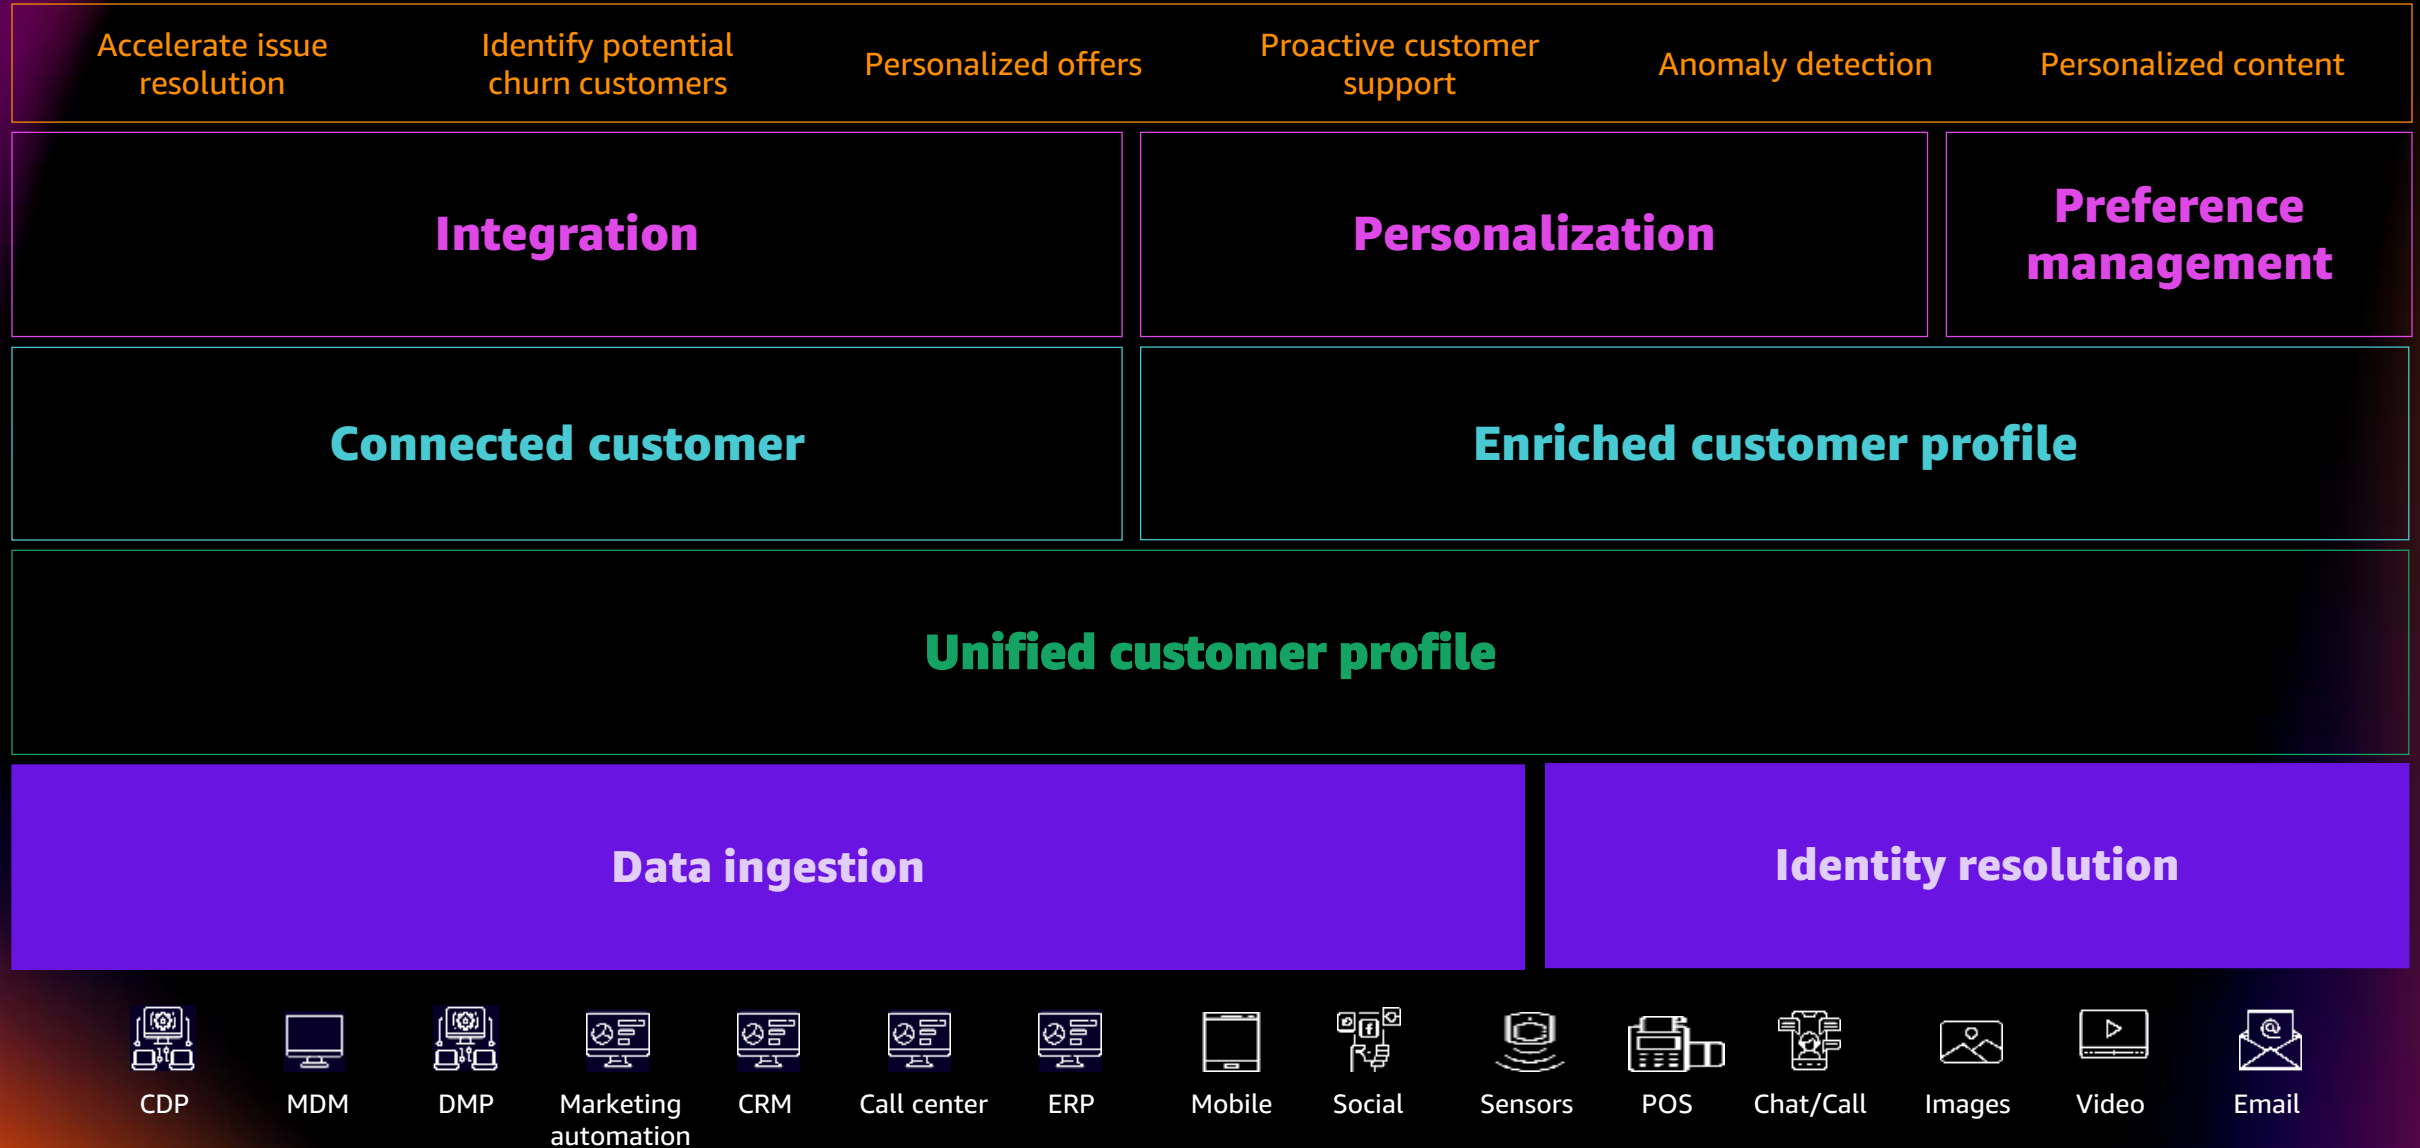 Accelerate issue
resolution
Identify potential
churn customers
Personalized offers
Proactive customer
support
Anomaly detection
Personalized content
Integration
Personalization
Preference
management
Connected customer
Enriched customer profile
Unified customer profile
Data ingestion
Identity resolution
CDP
MDM
DMP
Marketing
automation
CRM
Call center
ERP
Mobile
Social
Sensors
POS
Chat/Call
Images
Video
Email